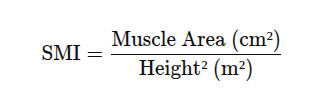 SMI = Muscle Area (cm²) / Height² (m²)